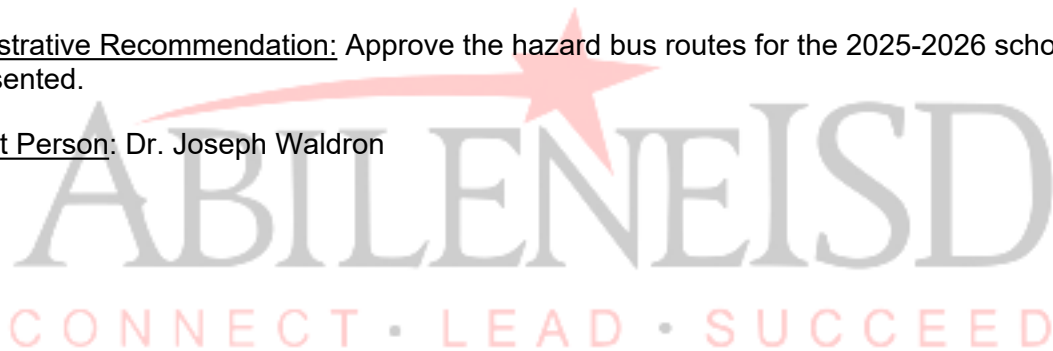 strative Recommendation: Approve the hazard bus routes for the 2025-2026 scho
sented.
t Person: Dr. Joseph Waldron
ABILENEISD
CONNECT • LEAD • SUCCEED